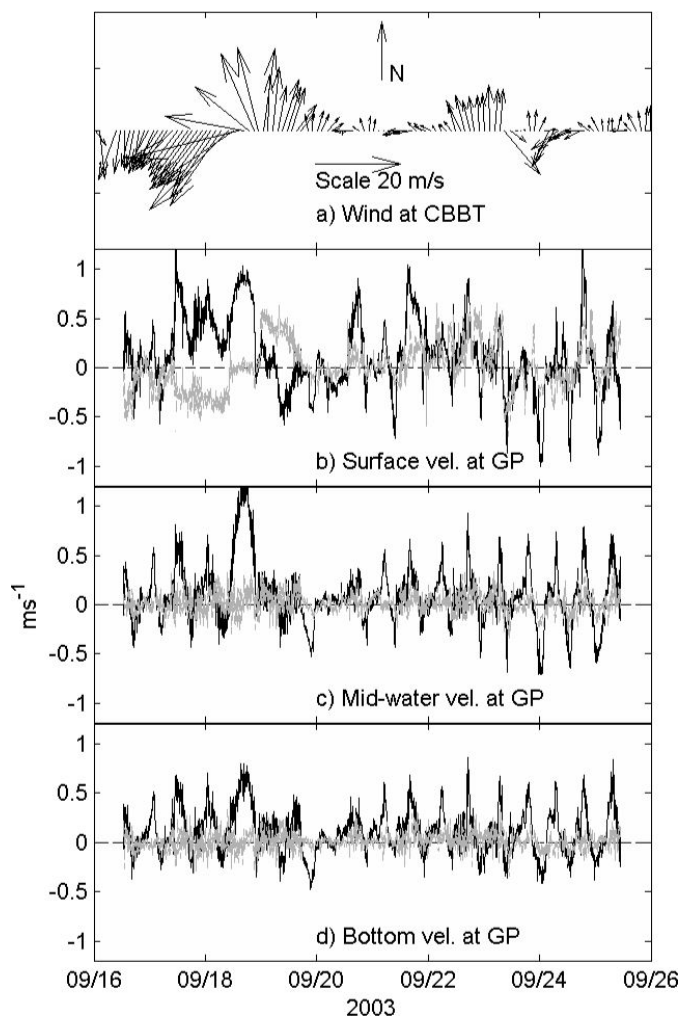 N
Scale 20 m/s
a) Wind at CBBT
1
0.5
0
-0.5
-1
b) Surface vel. at GP
1
0.5
0
-0.5
-1
c) Mid-water vel. at GP
ms⁻¹
1
0.5
0
-0.5
-1
d) Bottom vel. at GP
09/16 09/18 09/20 09/22 09/24 09/26
2003